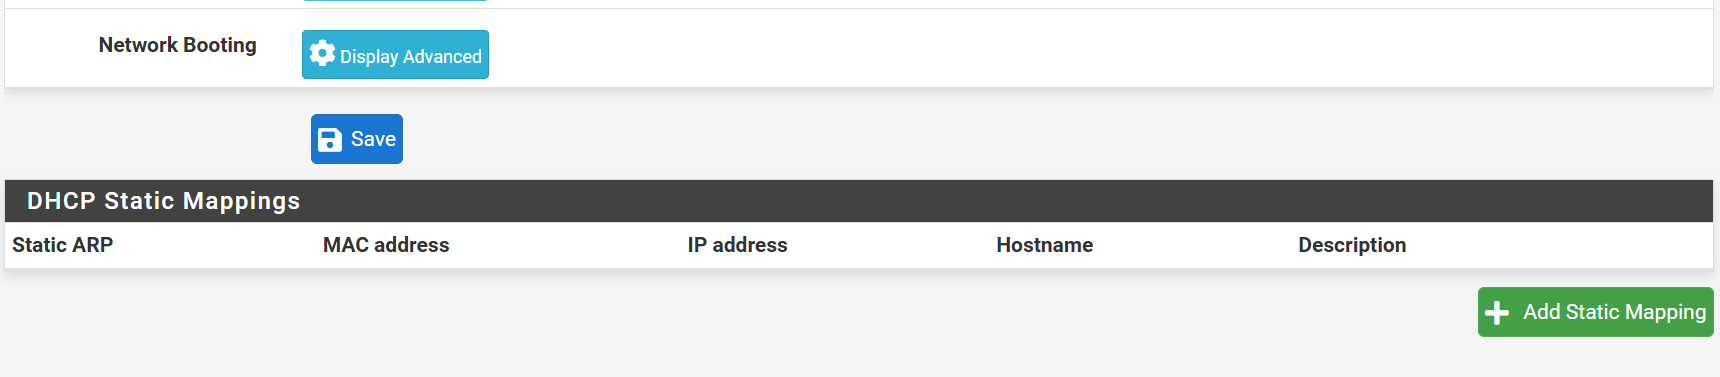 Network Booting
Display Advanced
Save
DHCP Static Mappings
Static ARP MAC address IP address Hostname Description
Add Static Mapping